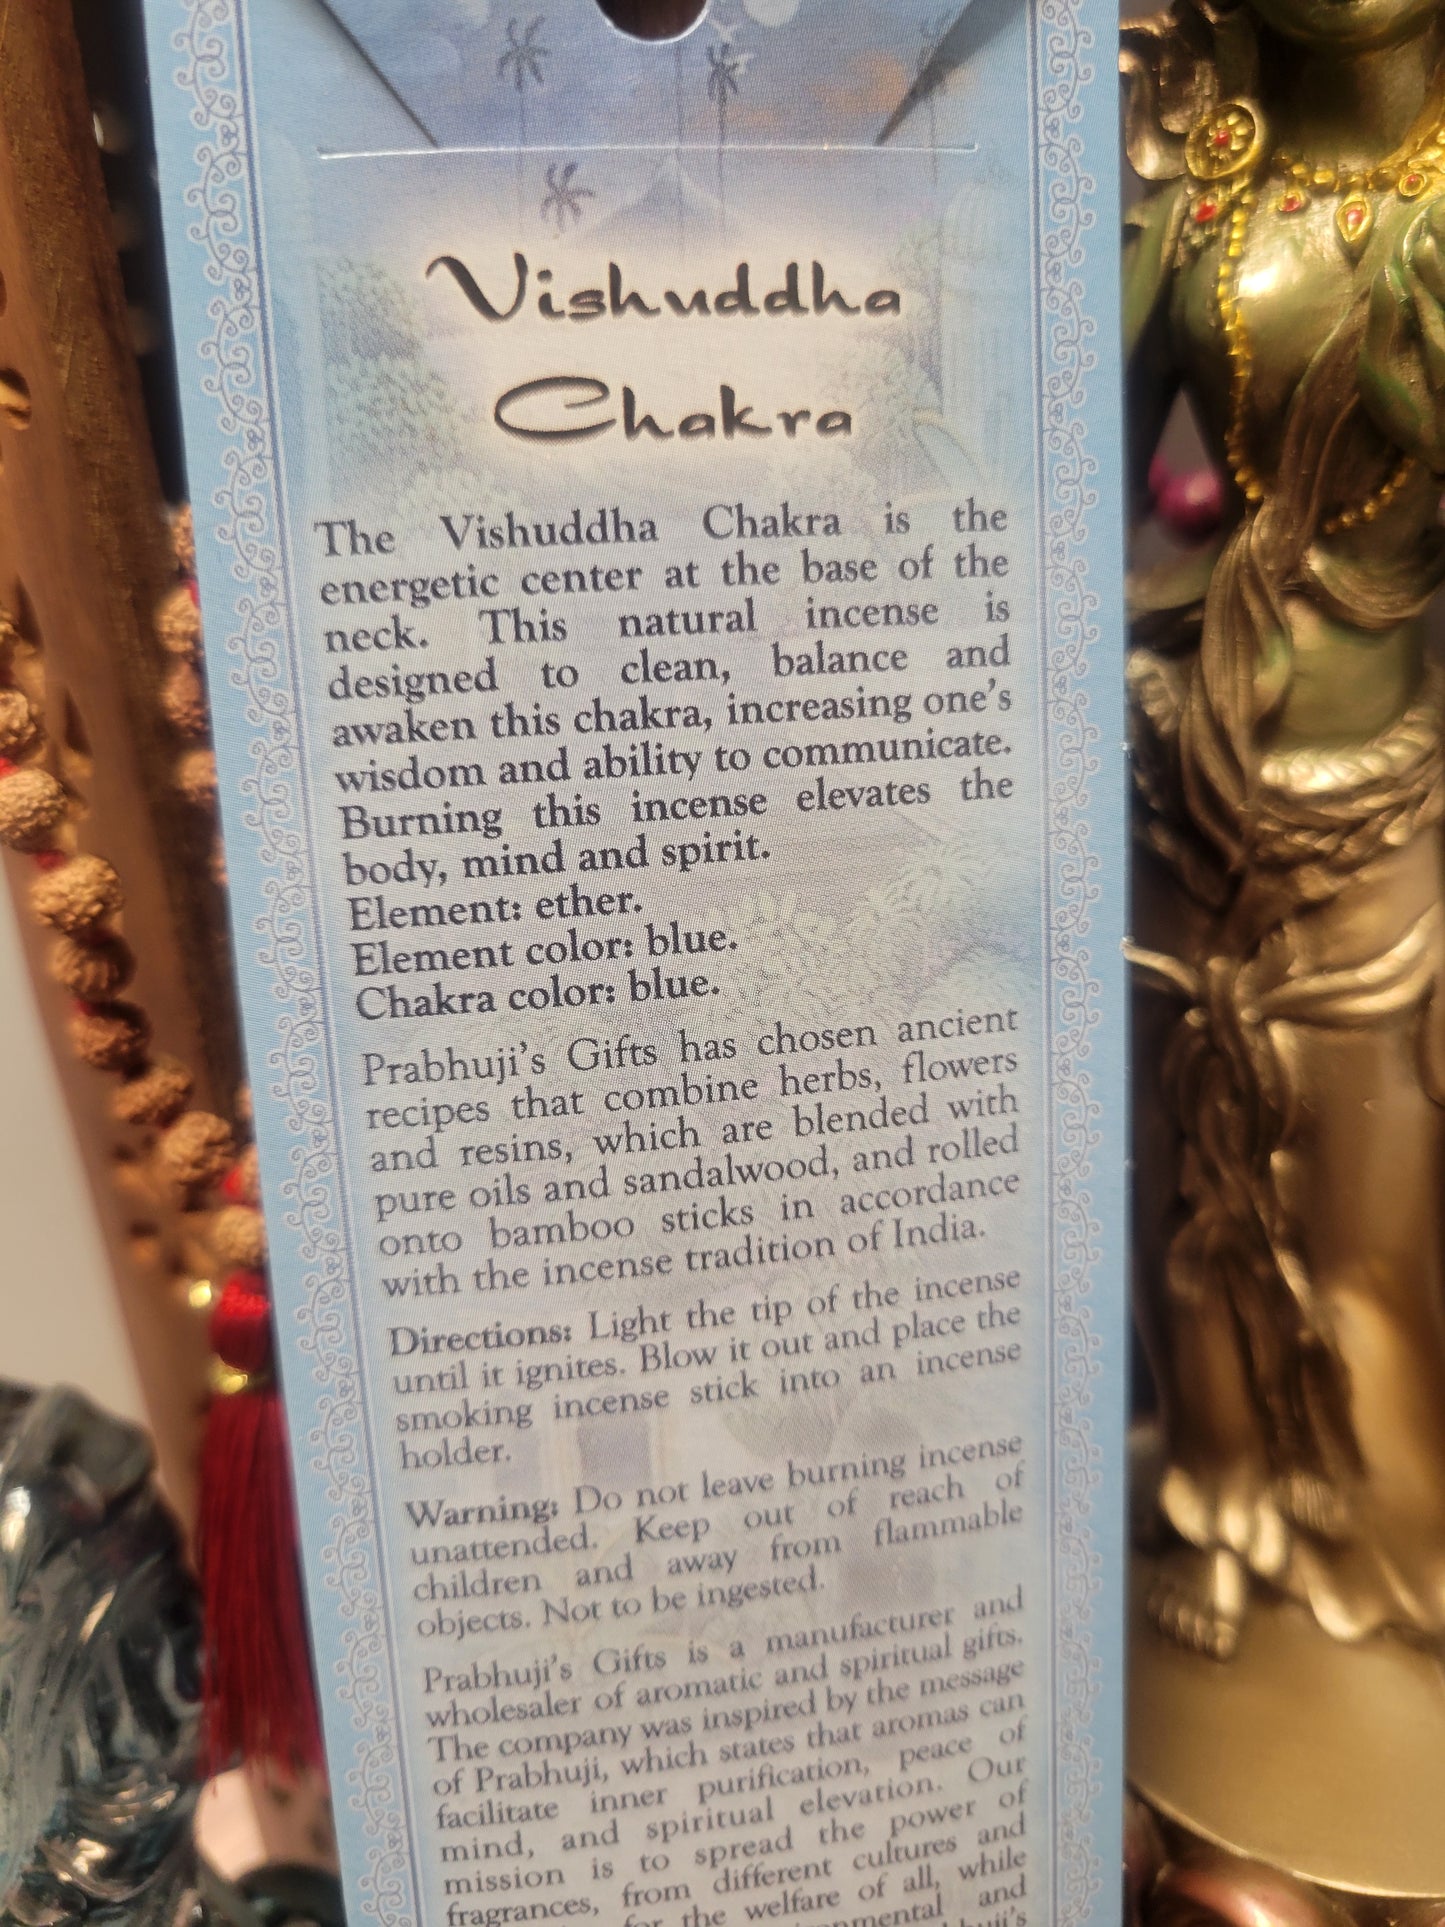 Vishuddha
Chakra
The Vishuddha Chakra is the
energetic center at the base of the
neck. This natural incense is
designed to clean, balance and
awaken this chakra, increasing one's
wisdom and ability to communicate.
Burning this incense elevates the
body, mind and spirit.
Element: ether.
Element color: blue.
Chakra color: blue.
Prabhuji's Gifts has chosen ancient
recipes that combine herbs, flowers
and resins, which are blended with
pure oils and sandalwood, and rolled
onto bamboo sticks in accordance
with the incense tradition of India.
Directions: Light the tip of the incense
until it ignites. Blow it out and place the
smoking incense stick into an incense
holder.
Warning: Do not leave burning incense
unattended. Keep out of reach of
children and away from flammable
objects. Not to be ingested.
Prabhuji's Gifts is a manufacturer and
wholesaler of aromatic and spiritual gifts.
The company was inspired by the message
of Prabhuji, which states that aromas can
facilitate inner purification, peace of
mind, and spiritual elevation. Our
mission is to spread the power of
fragrances, from different cultures and
the welfare of all, while
and